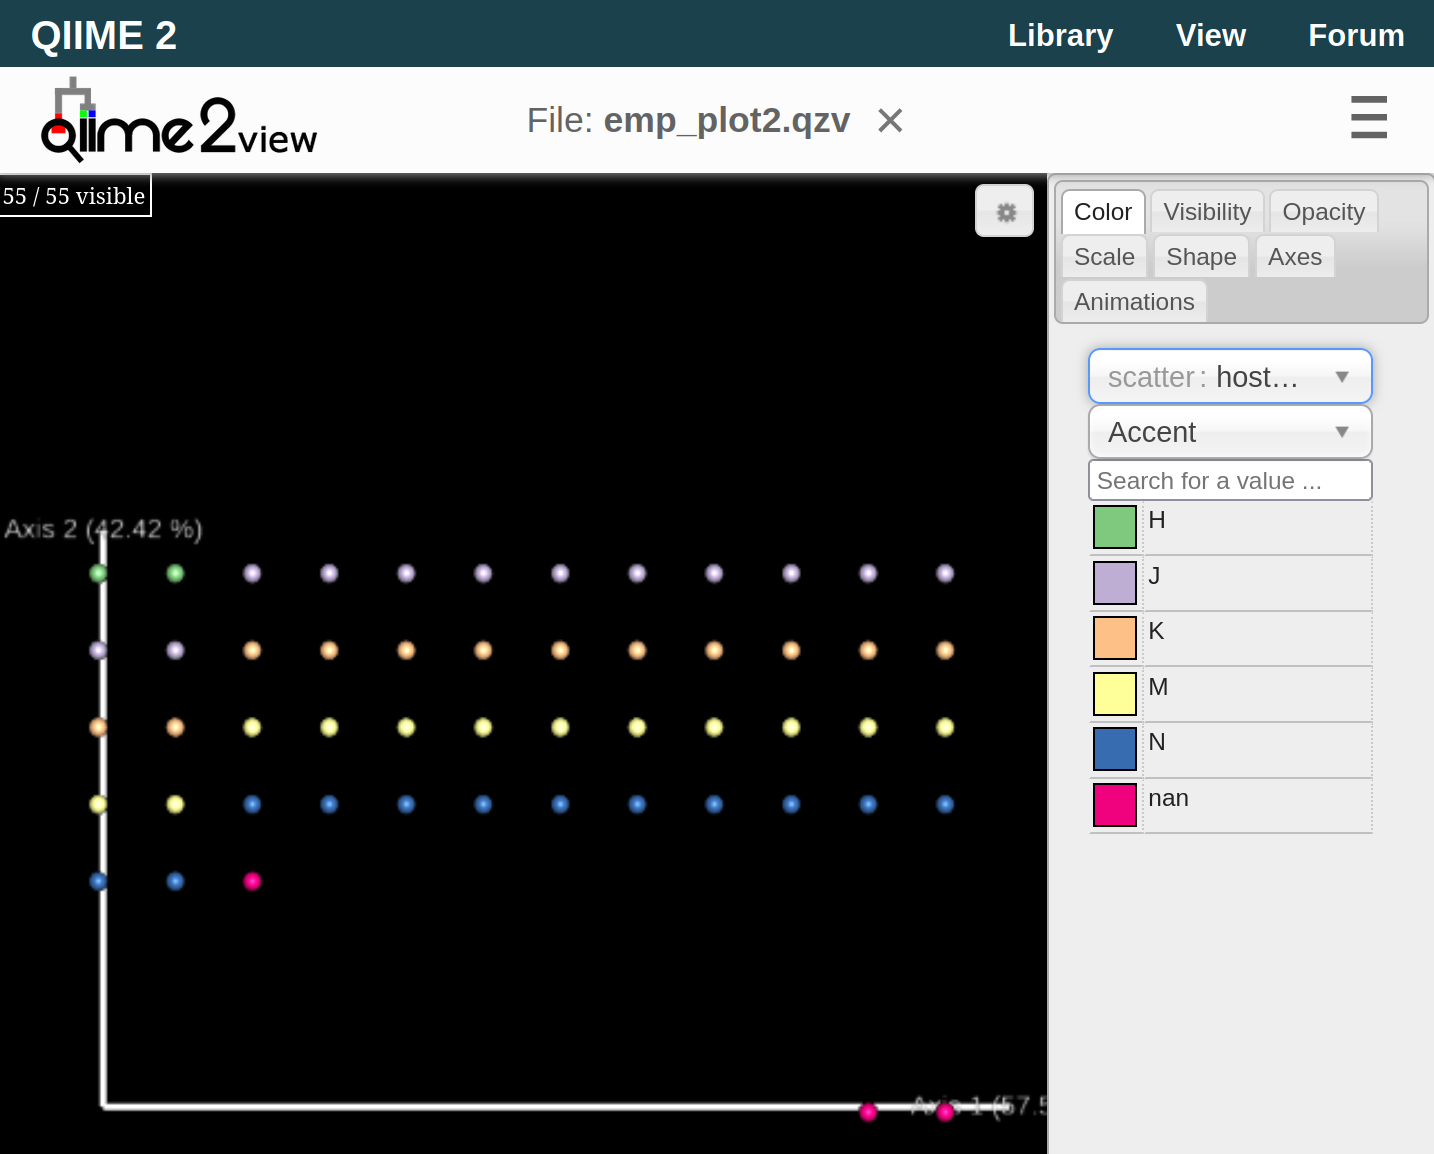 QIIME 2
Library View Forum
qiime2view
File: emp_plot2.qzv ×
55 / 55 visible
Color Visibility Opacity
Scale Shape Axes
Animations
scatter: host…
Accent
Search for a value ...
H
J
K
M
N
nan
Axis 2 (42.42 %)
Axis 1 (57.5